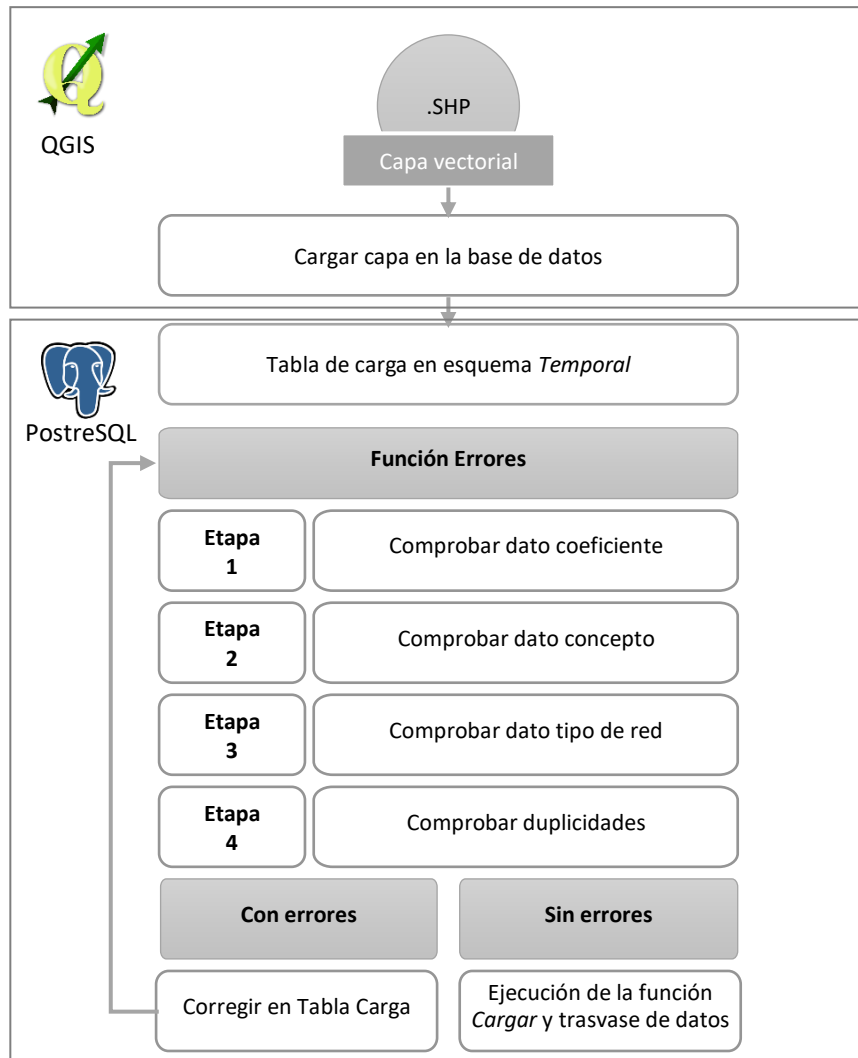 .SHP
QGIS
Capa vectorial
Cargar capa en la base de datos
Tabla de carga en esquema Temporal
PostreSQL
Función Errores
Etapa
1
Comprobar dato coeficiente
Etapa
2
Comprobar dato concepto
Etapa
3
Comprobar dato tipo de red
Etapa
4
Comprobar duplicidades
Con errores
Sin errores
Corregir en Tabla Carga
Ejecución de la función
Cargar y trasvase de datos